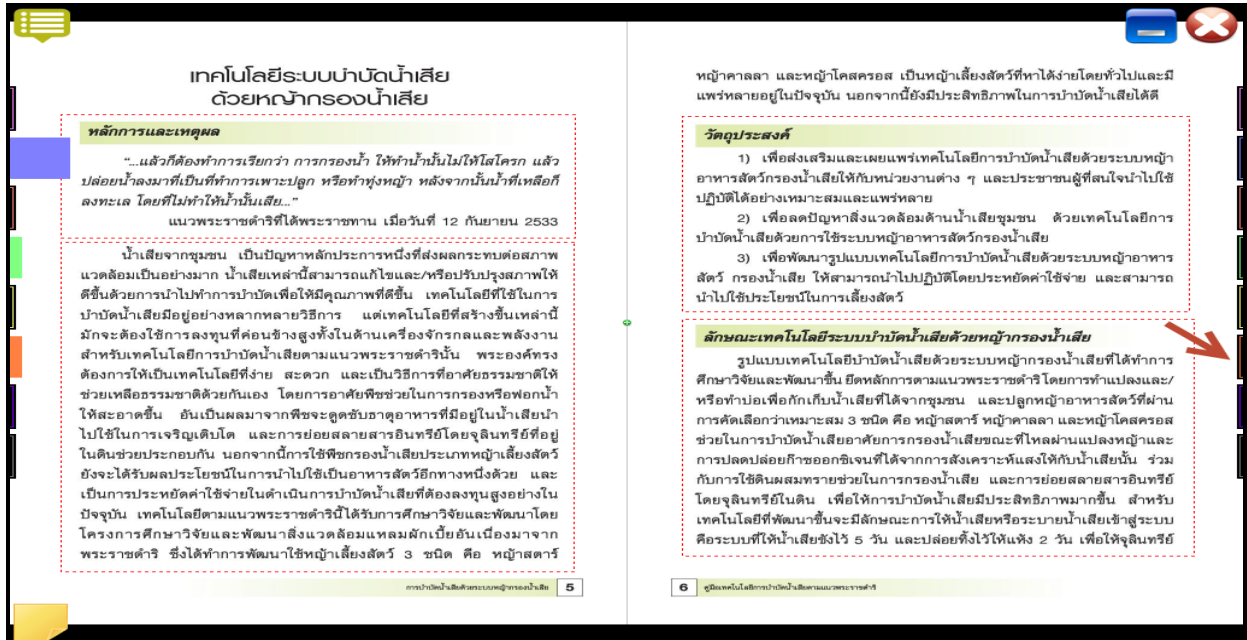 เทคโนโลยีระบบบำบัดน้ำเสีย
ด้วยหญ้ากรองน้ำเสีย
หลักการและเหตุผล
"...แล้วก็ต้องทำการเรียกว่า การกรองน้ำ ให้ทำน้ำนั้นไม่ให้โสโครก แล้ว
ปล่อยน้ำลงมาที่เป็นที่ทำการเพาะปลูก หรือทำทุ่งหญ้า หลังจากนั้นน้ำที่เหลือก็
ลงทะเล โดยที่ไม่ทำให้น้ำนั้นเสีย..."
แนวพระราชดำริที่ได้พระราชทาน เมื่อวันที่ 12 กันยายน 2533
น้ำเสียจากชุมชน เป็นปัญหาหลักประการหนึ่งที่ส่งผลกระทบต่อสภาพ
แวดล้อมเป็นอย่างมาก น้ำเสียเหล่านี้สามารถแก้ไขและ/หรือปรับปรุงสภาพให้
ดีขึ้นด้วยการนำไปทำการบำบัดเพื่อให้มีคุณภาพที่ดีขึ้น เทคโนโลยีที่ใช้ในการ
บำบัดน้ำเสียมีอยู่อย่างหลากหลายวิธีการ แต่เทคโนโลยีที่สร้างขึ้นเหล่านี้
มักจะต้องใช้การลงทุนที่ค่อนข้างสูงทั้งในด้านเครื่องจักรกลและพลังงาน
สำหรับเทคโนโลยีการบำบัดน้ำเสียตามแนวพระราชดำรินั้น พระองค์ทรง
ต้องการให้เป็นเทคโนโลยีที่ง่าย สะดวก และเป็นวิธีการที่อาศัยธรรมชาติให้
ช่วยเหลือธรรมชาติด้วยกันเอง โดยการอาศัยพืชช่วยในการกรองหรือฟอกน้ำ
ให้สะอาดขึ้น อันเป็นผลมาจากพืชจะดูดซับธาตุอาหารที่มีอยู่ในน้ำเสียนำ
ไปใช้ในการเจริญเติบโต และการย่อยสลายสารอินทรีย์โดยจุลินทรีย์ที่อยู่
ในดินช่วยประกอบกัน นอกจากนี้การใช้พืชกรองน้ำเสียประเภทหญ้าเลี้ยงสัตว์
ยังจะได้รับผลประโยชน์ในการนำไปใช้เป็นอาหารสัตว์อีกทางหนึ่งด้วย และ
เป็นการประหยัดค่าใช้จ่ายในดำเนินการบำบัดน้ำเสียที่ต้องลงทุนสูงอย่างใน
ปัจจุบัน เทคโนโลยีตามแนวพระราชดำรินี้ได้รับการศึกษาวิจัยและพัฒนาโดย
โครงการศึกษาวิจัยและพัฒนาสิ่งแวดล้อมแหลมผักเบี้ยอันเนื่องมาจาก
พระราชดำริ ซึ่งได้ทำการพัฒนาใช้หญ้าเลี้ยงสัตว์ 3 ชนิด คือ หญ้าสตาร์
การบำบัดน้ำเสียด้วยระบบหญ้ากรองน้ำเสีย 5
หญ้าคาลลา และหญ้าโคสครอส เป็นหญ้าเลี้ยงสัตว์ที่หาได้ง่ายโดยทั่วไปและมี
แพร่หลายอยู่ในปัจจุบัน นอกจากนี้ยังมีประสิทธิภาพในการบำบัดน้ำเสียได้ดี
วัตถุประสงค์
1) เพื่อส่งเสริมและเผยแพร่เทคโนโลยีการบำบัดน้ำเสียด้วยระบบหญ้า
อาหารสัตว์กรองน้ำเสียให้กับหน่วยงานต่าง ๆ และประชาชนผู้ที่สนใจนำไปใช้
ปฏิบัติได้อย่างเหมาะสมและแพร่หลาย
2) เพื่อลดปัญหาสิ่งแวดล้อมด้านน้ำเสียชุมชน ด้วยเทคโนโลยีการ
บำบัดน้ำเสียด้วยการใช้ระบบหญ้าอาหารสัตว์กรองน้ำเสีย
3) เพื่อพัฒนารูปแบบเทคโนโลยีการบำบัดน้ำเสียด้วยระบบหญ้าอาหาร
สัตว์ กรองน้ำเสีย ให้สามารถนำไปปฏิบัติโดยประหยัดค่าใช้จ่าย และสามารถ
นำไปใช้ประโยชน์ในการเลี้ยงสัตว์
ลักษณะเทคโนโลยีระบบบำบัดน้ำเสียด้วยหญ้ากรองน้ำเสีย
รูปแบบเทคโนโลยีบำบัดน้ำเสียด้วยระบบหญ้ากรองน้ำเสียที่ได้ทำการ
ศึกษาวิจัยและพัฒนาขึ้น ยึดหลักการตามแนวพระราชดำริ โดยการทำแปลงและ/
หรือทำบ่อเพื่อกักเก็บน้ำเสียที่ได้จากชุมชน และปลูกหญ้าอาหารสัตว์ที่ผ่าน
การคัดเลือกว่าเหมาะสม 3 ชนิด คือ หญ้าสตาร์ หญ้าคาลลา และหญ้าโคสครอส
ช่วยในการบำบัดน้ำเสียอาศัยการกรองน้ำเสียขณะที่ไหลผ่านแปลงหญ้าและ
การปลดปล่อยก๊าซออกซิเจนที่ได้จากการสังเคราะห์แสงให้กับน้ำเสียนั้น ร่วม
กับการใช้ดินผสมทรายช่วยในการกรองน้ำเสีย และการย่อยสลายสารอินทรีย์
โดยจุลินทรีย์ในดิน เพื่อให้การบำบัดน้ำเสียมีประสิทธิภาพมากขึ้น สำหรับ
เทคโนโลยีที่พัฒนาขึ้นจะมีลักษณะการให้น้ำเสียหรือระบายน้ำเสียเข้าสู่ระบบ
คือระบบที่ให้น้ำเสียขังไว้ 5 วัน และปล่อยทิ้งไว้ให้แห้ง 2 วัน เพื่อให้จุลินทรีย์
6 คู่มือเทคโนโลยีการบำบัดน้ำเสียตามแนวพระราชดำริ